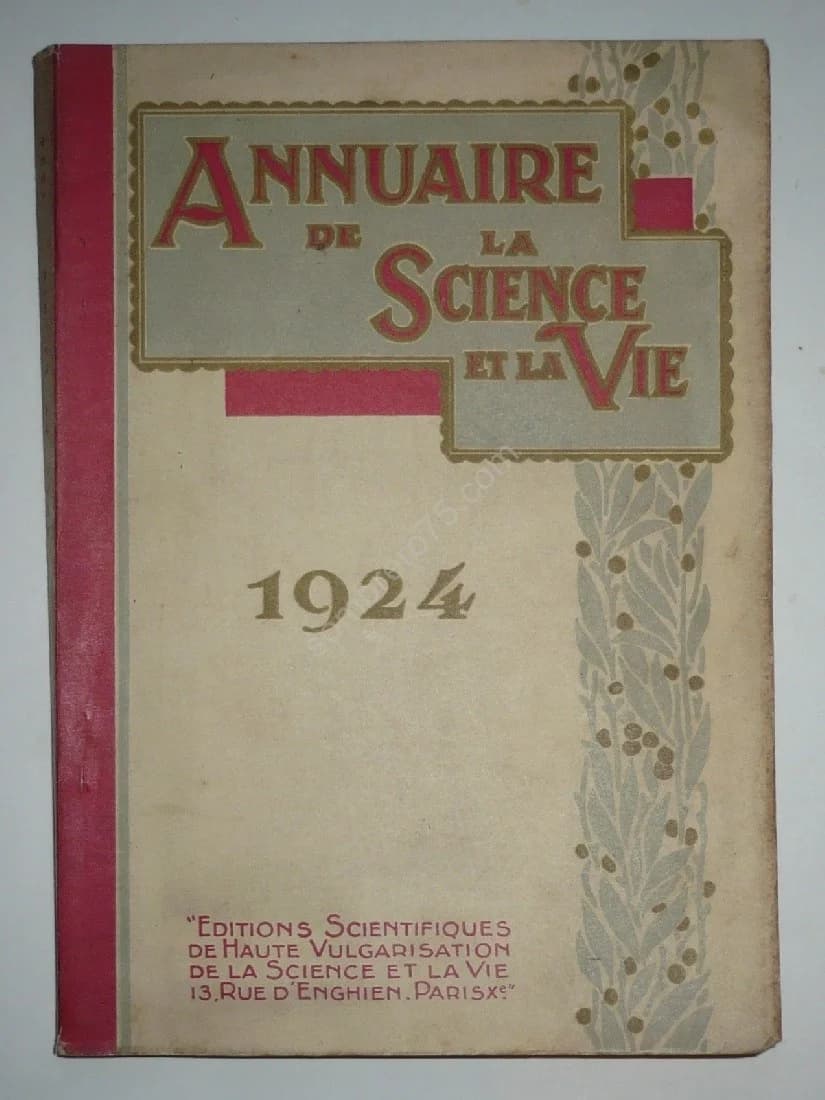 ANNUAIRE
DE LA
SCIENCE
ET LA VIE
1924
"EDITIONS SCIENTIFIQUES
DE HAUTE VULGARISATION
DE LA SCIENCE ET LA VIE
13, RUE D'ENGHIEN. PARIS Xe."